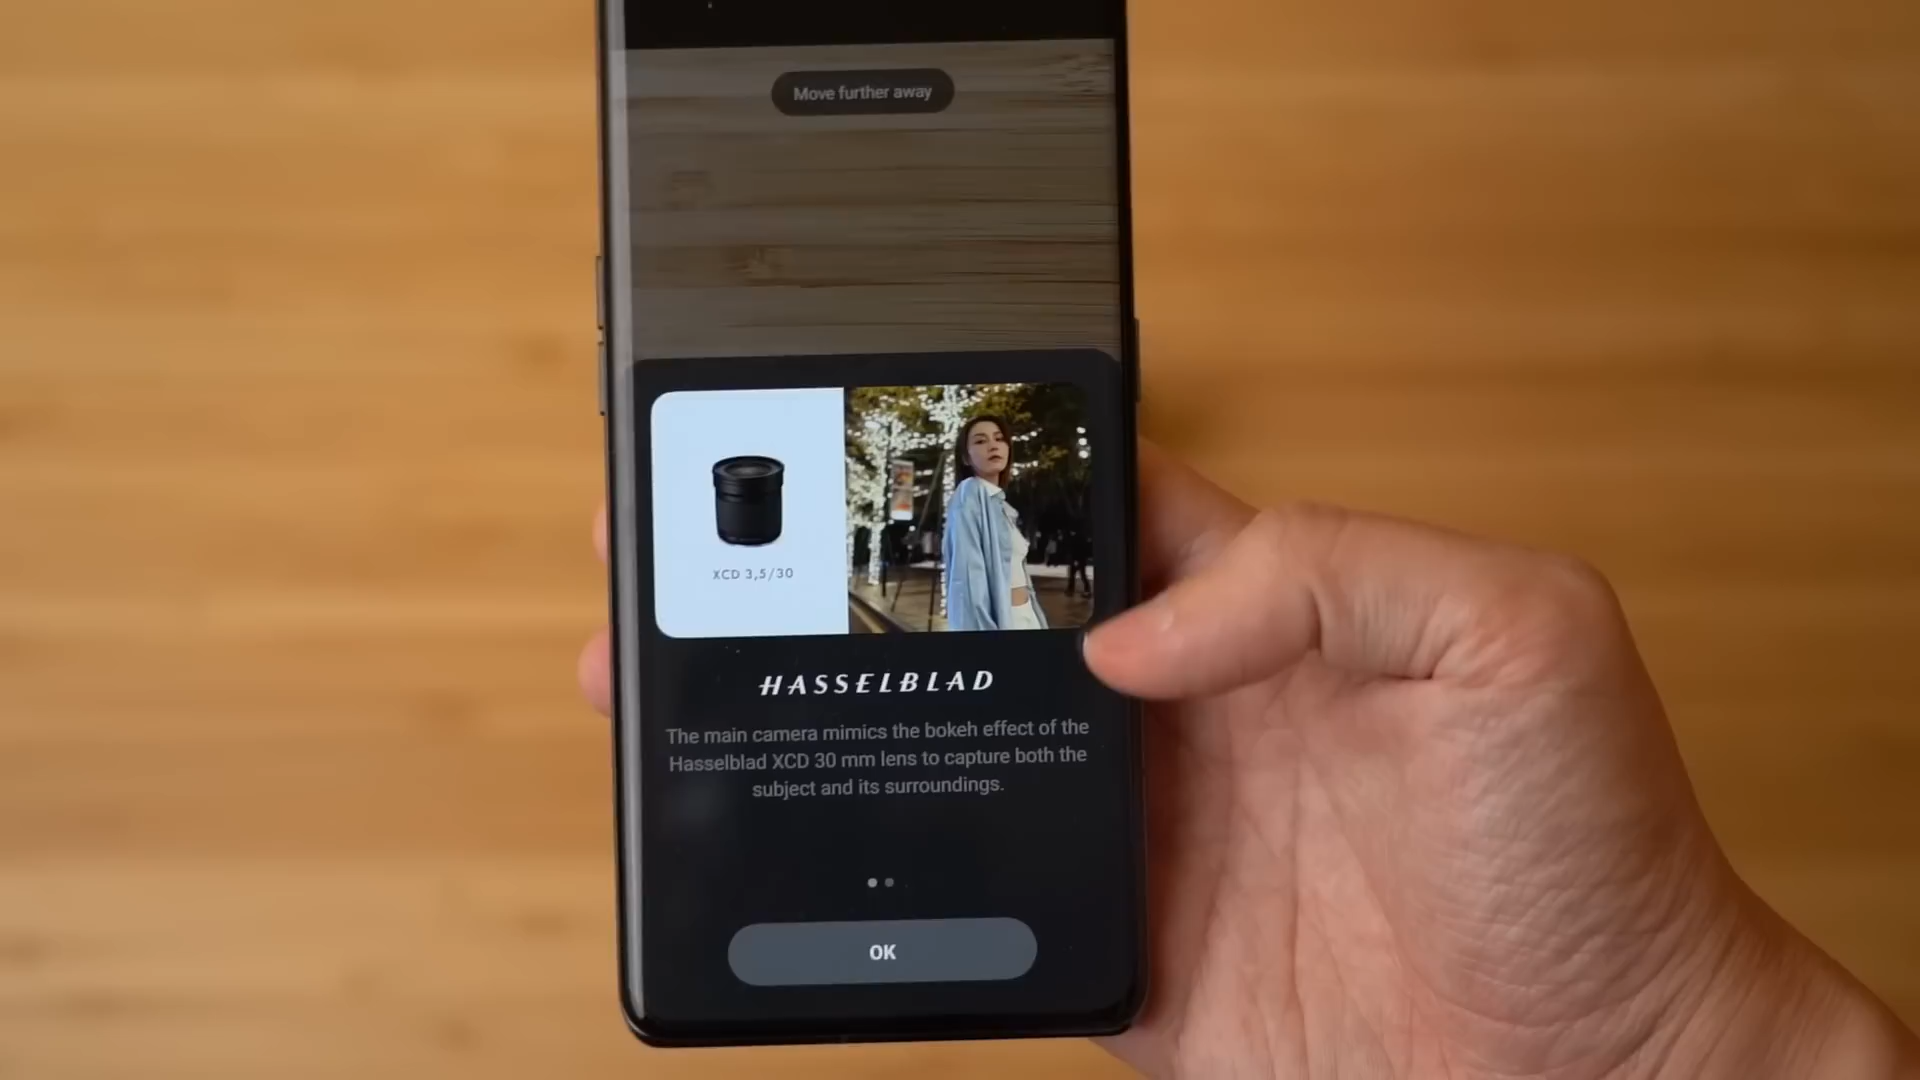 Move further away
XCD 3,5/30
HASSELBLAD
The main camera mimics the bokeh effect of the
Hasselblad XCD 30 mm lens to capture both the
subject and its surroundings.
OK